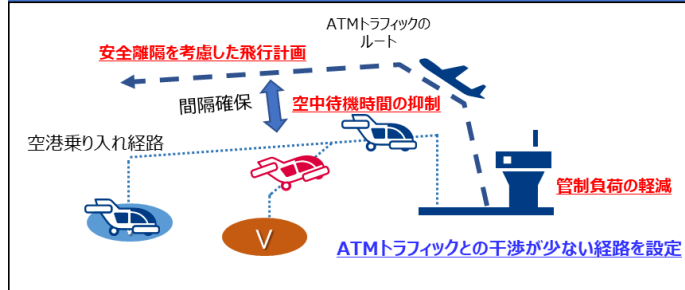 ATMトラフィックの
ルート
安全離隔を考慮した飛行計画
間隔確保
空中待機時間の抑制
空港乗り入れ経路
管制負荷の軽減
V
ATMトラフィックとの干渉が少ない経路を設定